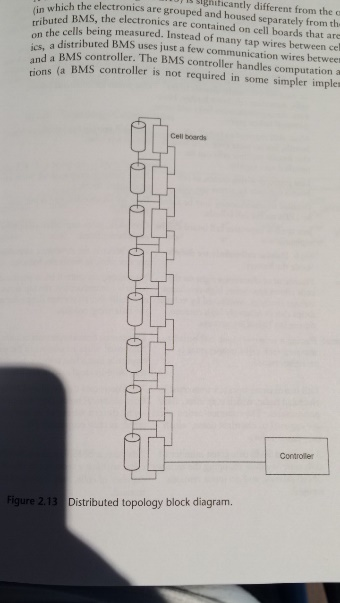 is significantly different from the
(in which the electronics are grouped and housed separately from the
tributed BMS, the electronics are contained on cell boards that are
on the cells being measured. Instead of many tap wires between cel
ics, a distributed BMS uses just a few communication wires betwee
and a BMS controller. The BMS controller handles computation a
tions (a BMS controller is not required in some simpler imple
Cell boards
Controller
Figure 2.13 Distributed topology block diagram.